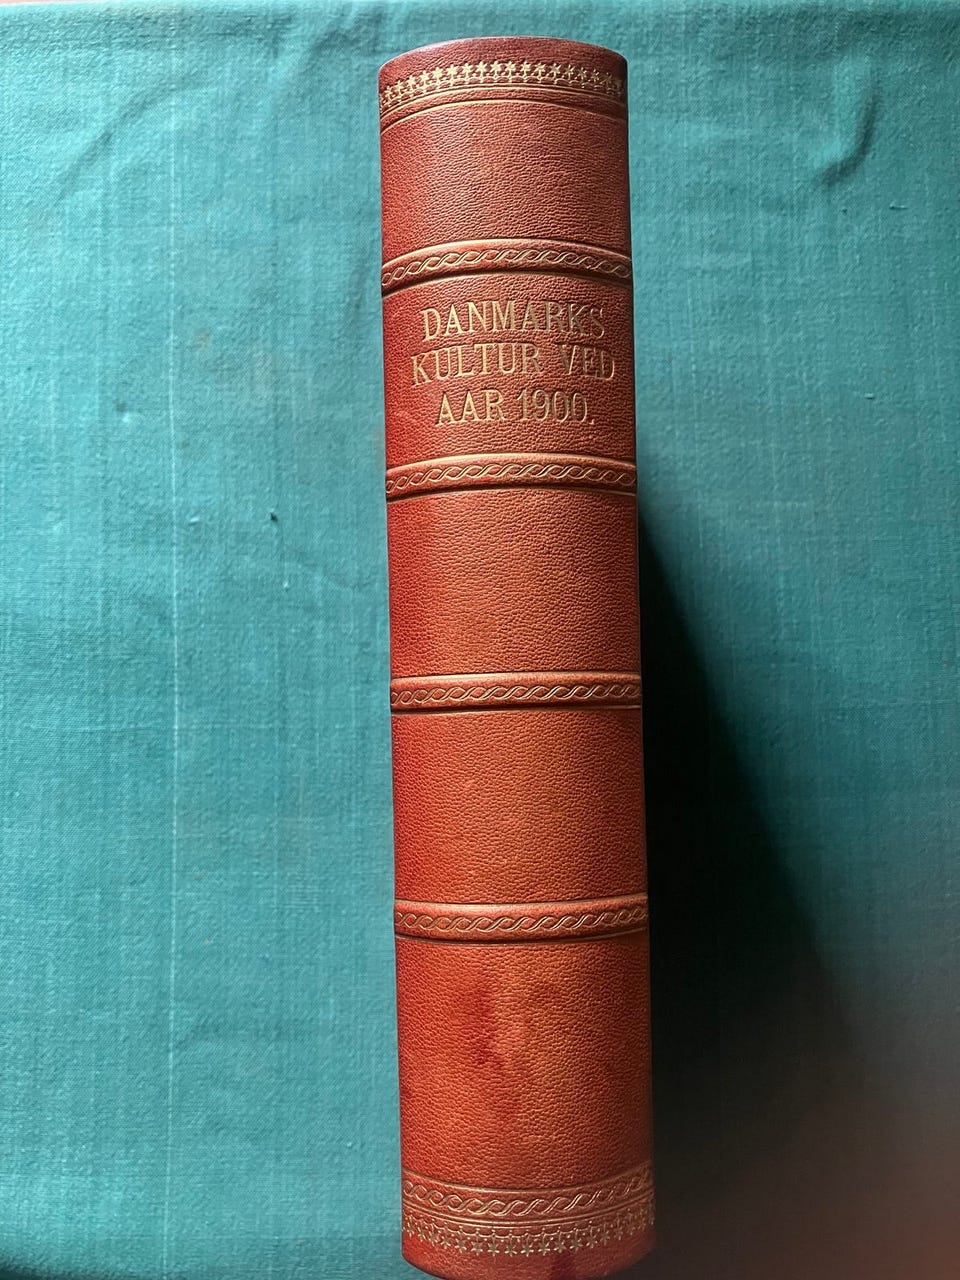 DANMARKS
KULTUR VED
AAR 1900.